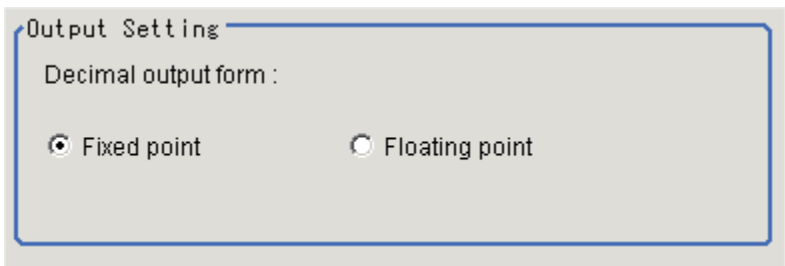 Output Setting
Decimal output form :
Fixed point
Floating point